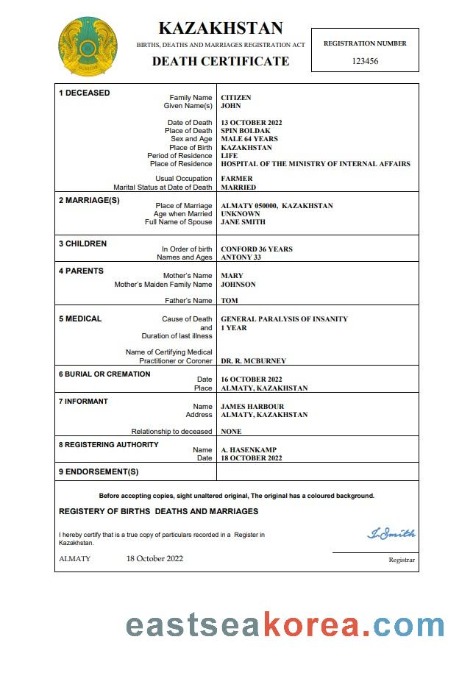 KAZAKHSTAN
BIRTHS, DEATHS AND MARRIAGES REGISTRATION ACT
DEATH CERTIFICATE
REGISTRATION NUMBER
123456
1 DECEASED
Family Name CITIZEN
Given Name(s) JOHN
Date of Death 13 OCTOBER 2022
Place of Death SPIN BOLDAK
Sex and Age MALE 64 YEARS
Place of Birth KAZAKHSTAN
Period of Residence LIFE
Place of Residence HOSPITAL OF THE MINISTRY OF INTERNAL AFFAIRS
Usual Occupation FARMER
Marital Status at Date of Death MARRIED
2 MARRIAGE(S)
Place of Marriage ALMATY 050000, KAZAKHSTAN
Age when Married UNKNOWN
Full Name of Spouse JANE SMITH
3 CHILDREN
In Order of birth CONFORD 36 YEARS
Names and Ages ANTONY 33
4 PARENTS
Mother's Name MARY
Mother's Maiden Family Name JOHNSON
Father's Name TOM
5 MEDICAL
Cause of Death GENERAL PARALYSIS OF INSANITY
and 1 YEAR
Duration of last illness
Name of Certifying Medical
Practitioner or Coroner DR. R. MCBURNEY
6 BURIAL OR CREMATION
Date 16 OCTOBER 2022
Place ALMATY, KAZAKHSTAN
7 INFORMANT
Name JAMES HARBOUR
Address ALMATY, KAZAKHSTAN
Relationship to deceased NONE
8 REGISTERING AUTHORITY
Name A. HASENKAMP
Date 18 OCTOBER 2022
9 ENDORSEMENT(S)
Before accepting copies, sight unaltered original, The original has a coloured background.
REGISTERY OF BIRTHS DEATHS AND MARRIAGES
I hereby certify that is a true copy of particulars recorded in a Register in
Kazakhstan.
I.Smith
ALMATY 18 October 2022
Registrar
eastseakorea.com